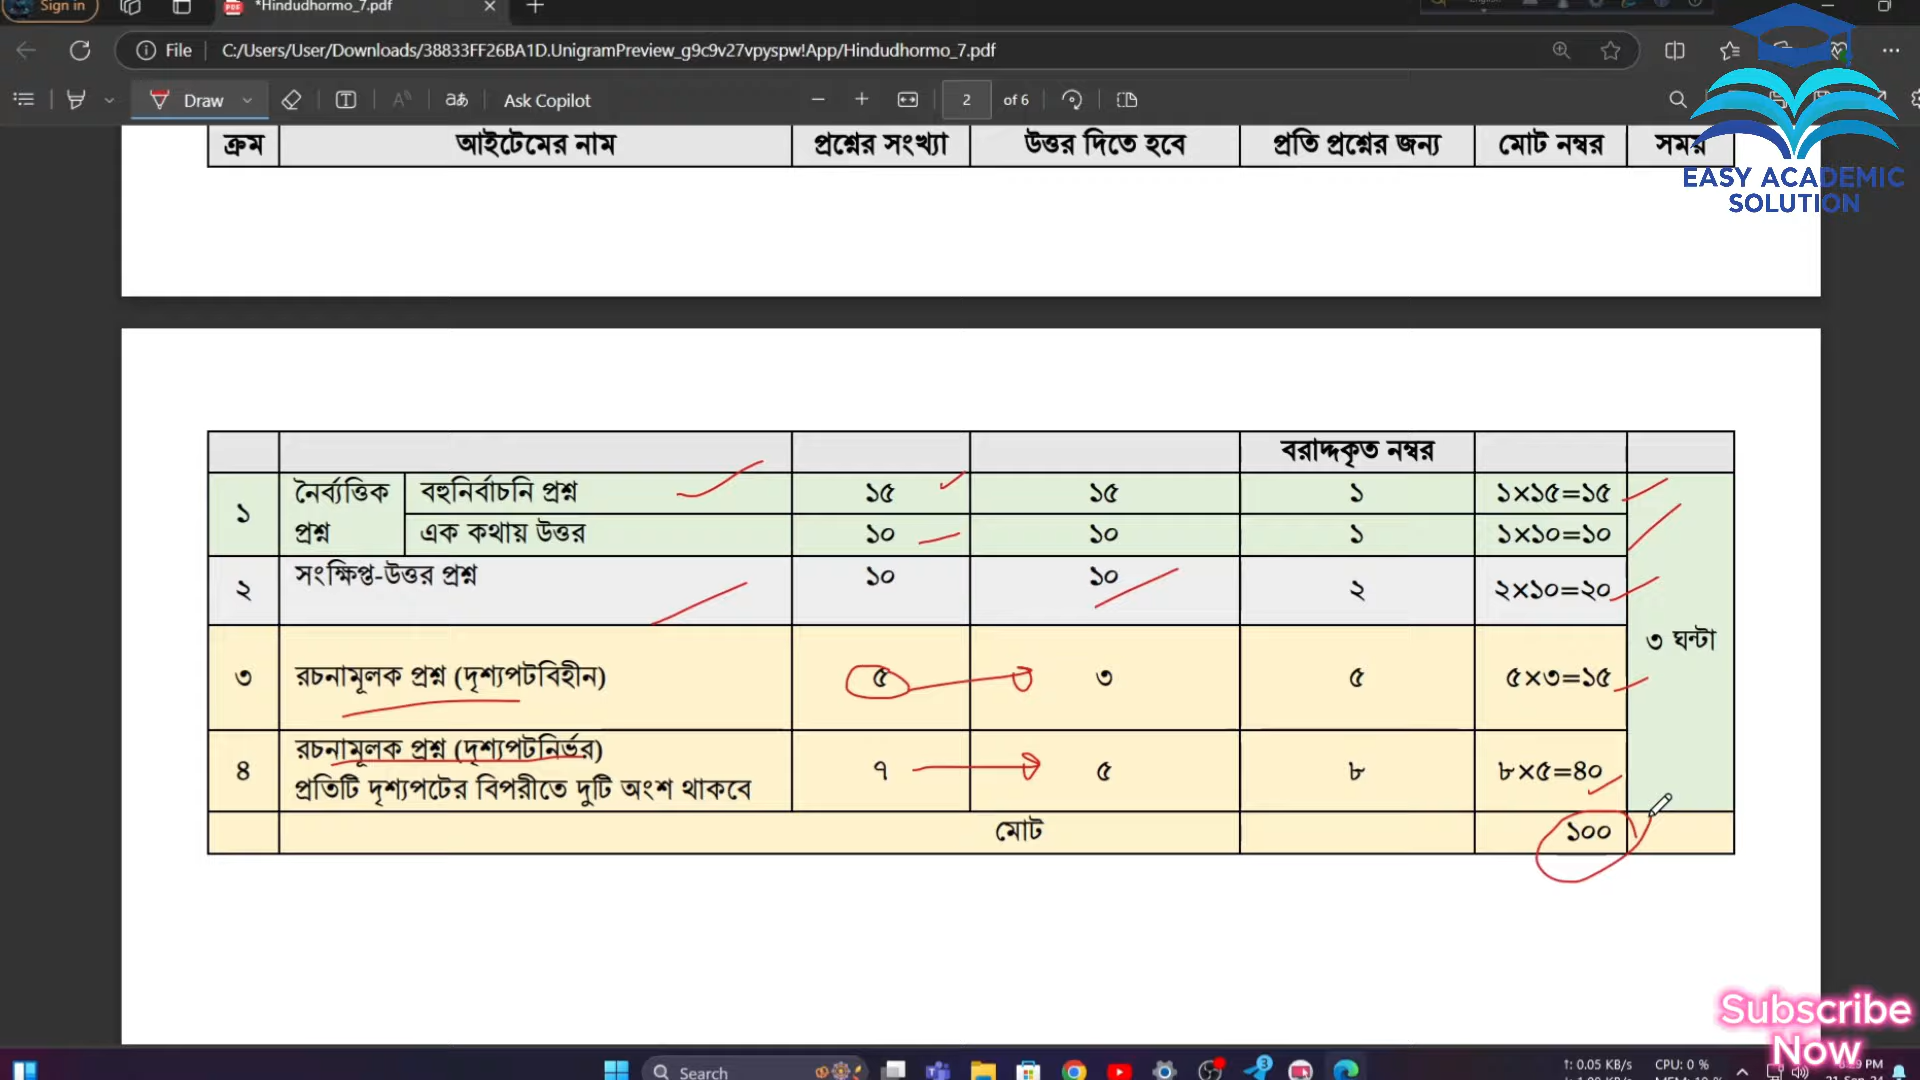 Sign in
*Hindudhormo_7.pdf
File
C:/Users/User/Downloads/38833FF26BA1D.UnigramPreview_g9c9v27vpyspw!App/Hindudhormo_7.pdf
Draw
Ask Copilot
2 of 6
EASY ACADEMIC
SOLUTION
ক্রম আইটেমের নাম প্রশ্নের সংখ্যা উত্তর দিতে হবে প্রতি প্রশ্নের জন্য মোট নম্বর সময়
বরাদ্দকৃত নম্বর
১ নৈর্ব্যত্তিক প্রশ্ন বহুনির্বাচনি প্রশ্ন ১৫ ১৫ ১ ১×১৫=১৫
এক কথায় উত্তর ১০ ১০ ১ ১×১০=১০
২ সংক্ষিপ্ত-উত্তর প্রশ্ন ১০ ১০ ২ ২×১০=২০
৩ ঘন্টা
৩ রচনামূলক প্রশ্ন (দৃশ্যপটবিহীন) ৫ ৩ ৫ ৫×৩=১৫
৪ রচনামূলক প্রশ্ন (দৃশ্যপটনির্ভর)
প্রতিটি দৃশ্যপটের বিপরীতে দুটি অংশ থাকবে ৭ ৫ ৮ ৮×৫=৪০
মোট ১০০
Subscribe
Now
Search
3
↑: 0.05 KB/s
CPU: 0 %